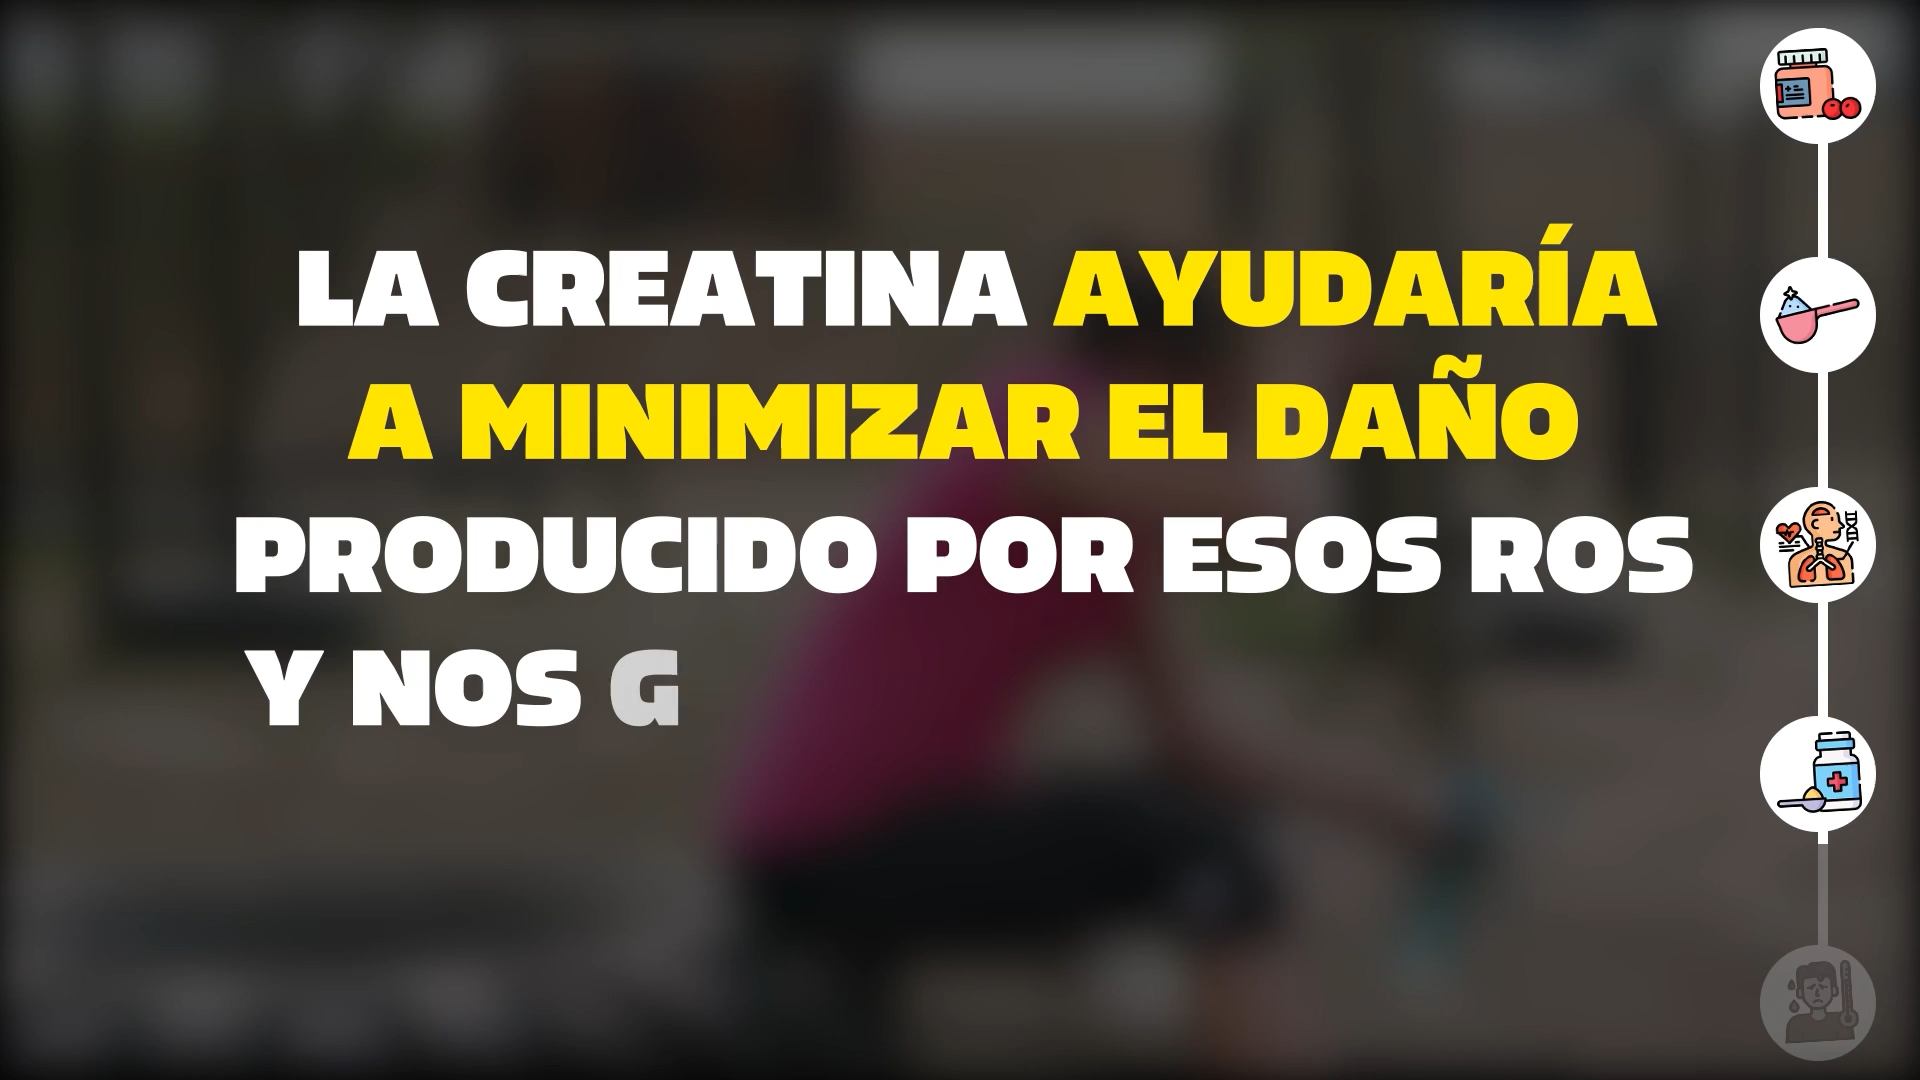 LA CREATINA AYUDARÍA
A MINIMIZAR EL DAÑO
PRODUCIDO POR ESOS ROS
Y NOS G